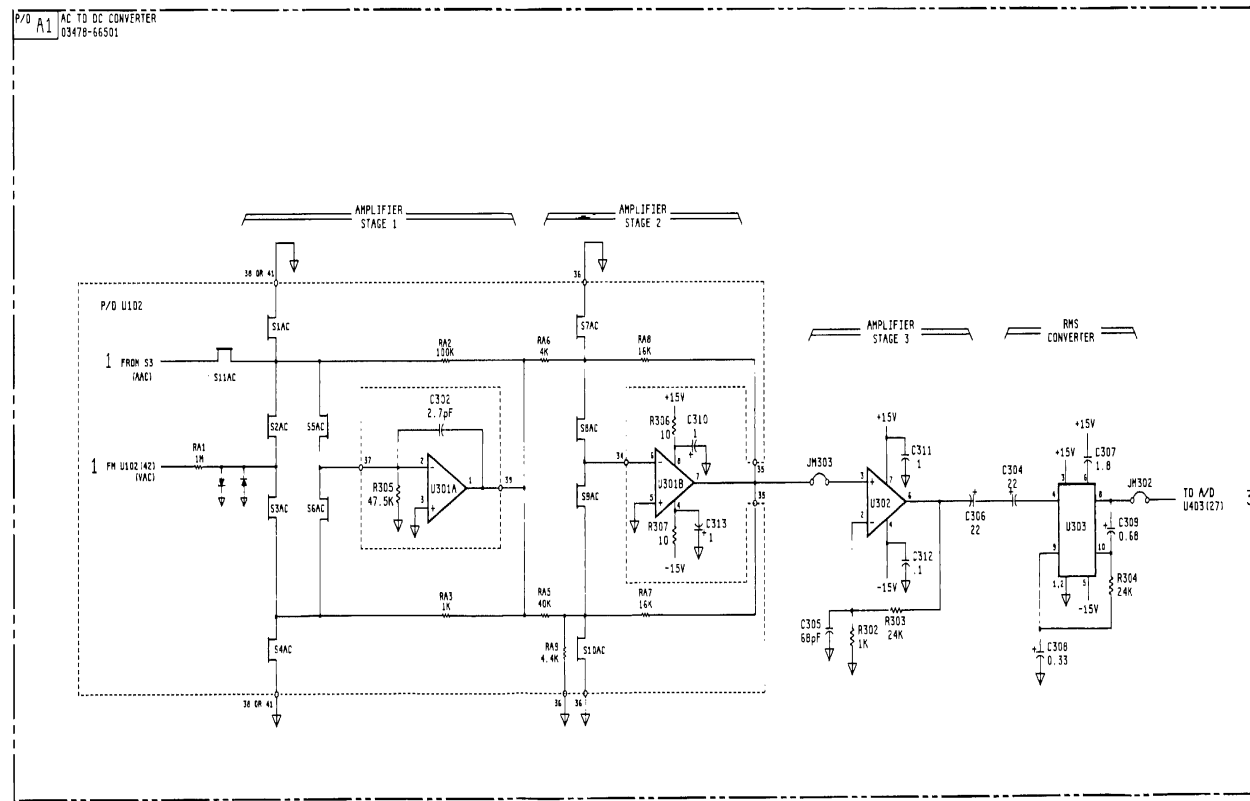 P/O A1 AC TO DC CONVERTER
03478-66501
AMPLIFIER
STAGE 1
AMPLIFIER
STAGE 2
38 OR 41
36
P/O U102
S1AC
S7AC
AMPLIFIER
STAGE 3
RMS
CONVERTER
1 FROM S3
(AAC)
S11AC
RA2
100K
RA6
4K
RA8
16K
C302
2.7pF
+15V
R306
10
C310
1
+15V
C311
1
+15V
C307
1.8
+15V
S2AC
S5AC
S8AC
RA1
1M
1 FM U102(42)
(VAC)
37
2
U301A
1
39
34
6
8
U301B
7
35
35
JM303
3
7
U302
6
C304
22
3
6
4
8
JM302
TO A/D
U403(27)
3
R305
47.5K
3
S3AC
S6AC
S9AC
5
4
R307
10
C313
1
-15V
2
4
C306
22
U303
C309
0.68
C312
.1
-15V
9
10
1,2
5
-15V
R304
24K
RA3
1K
RA5
40K
RA7
16K
S4AC
RA9
4.4K
S10AC
C305
68pF
R302
1K
R303
24K
C308
0.33
38 OR 41
36
36